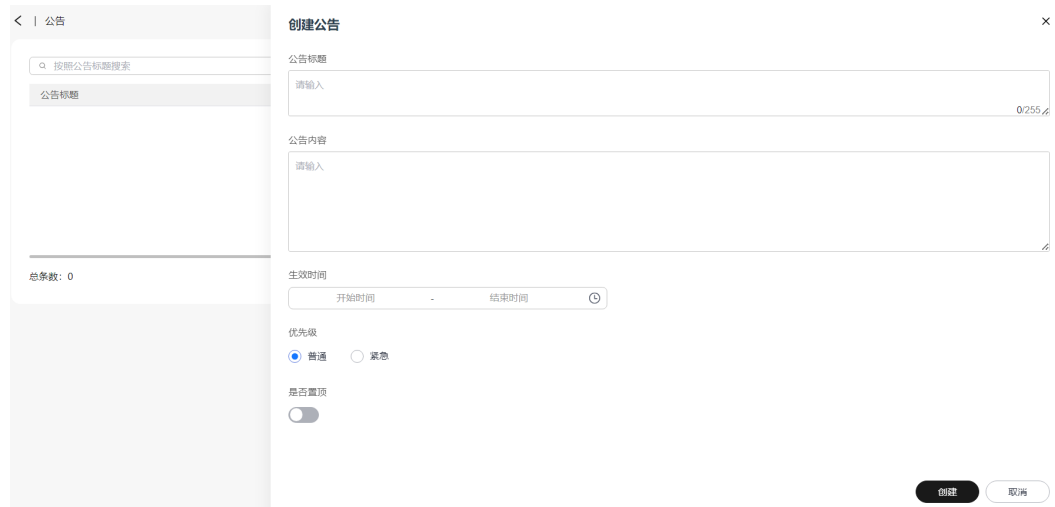 公告
按照公告标题搜索
公告标题
总条数：0
创建公告
公告标题
请输入
0/255
公告内容
请输入
生效时间
开始时间 - 结束时间
优先级
普通 紧急
是否置顶
创建 取消